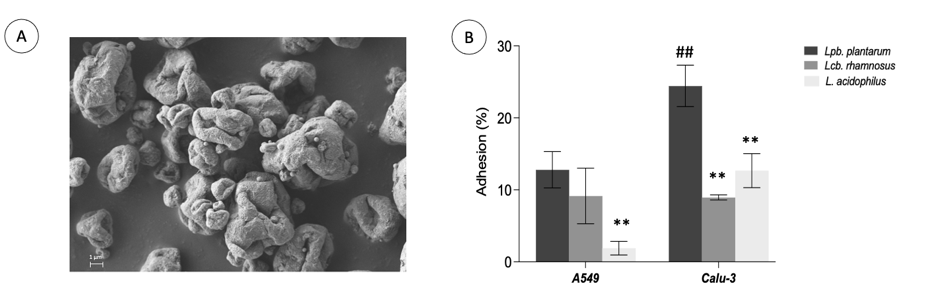 A
1 µm
B
Adhesion (%)
30
20
10
0
##
**
**
**
A549
Calu-3
Lpb. plantarum
Lcb. rhamnosus
L. acidophilus